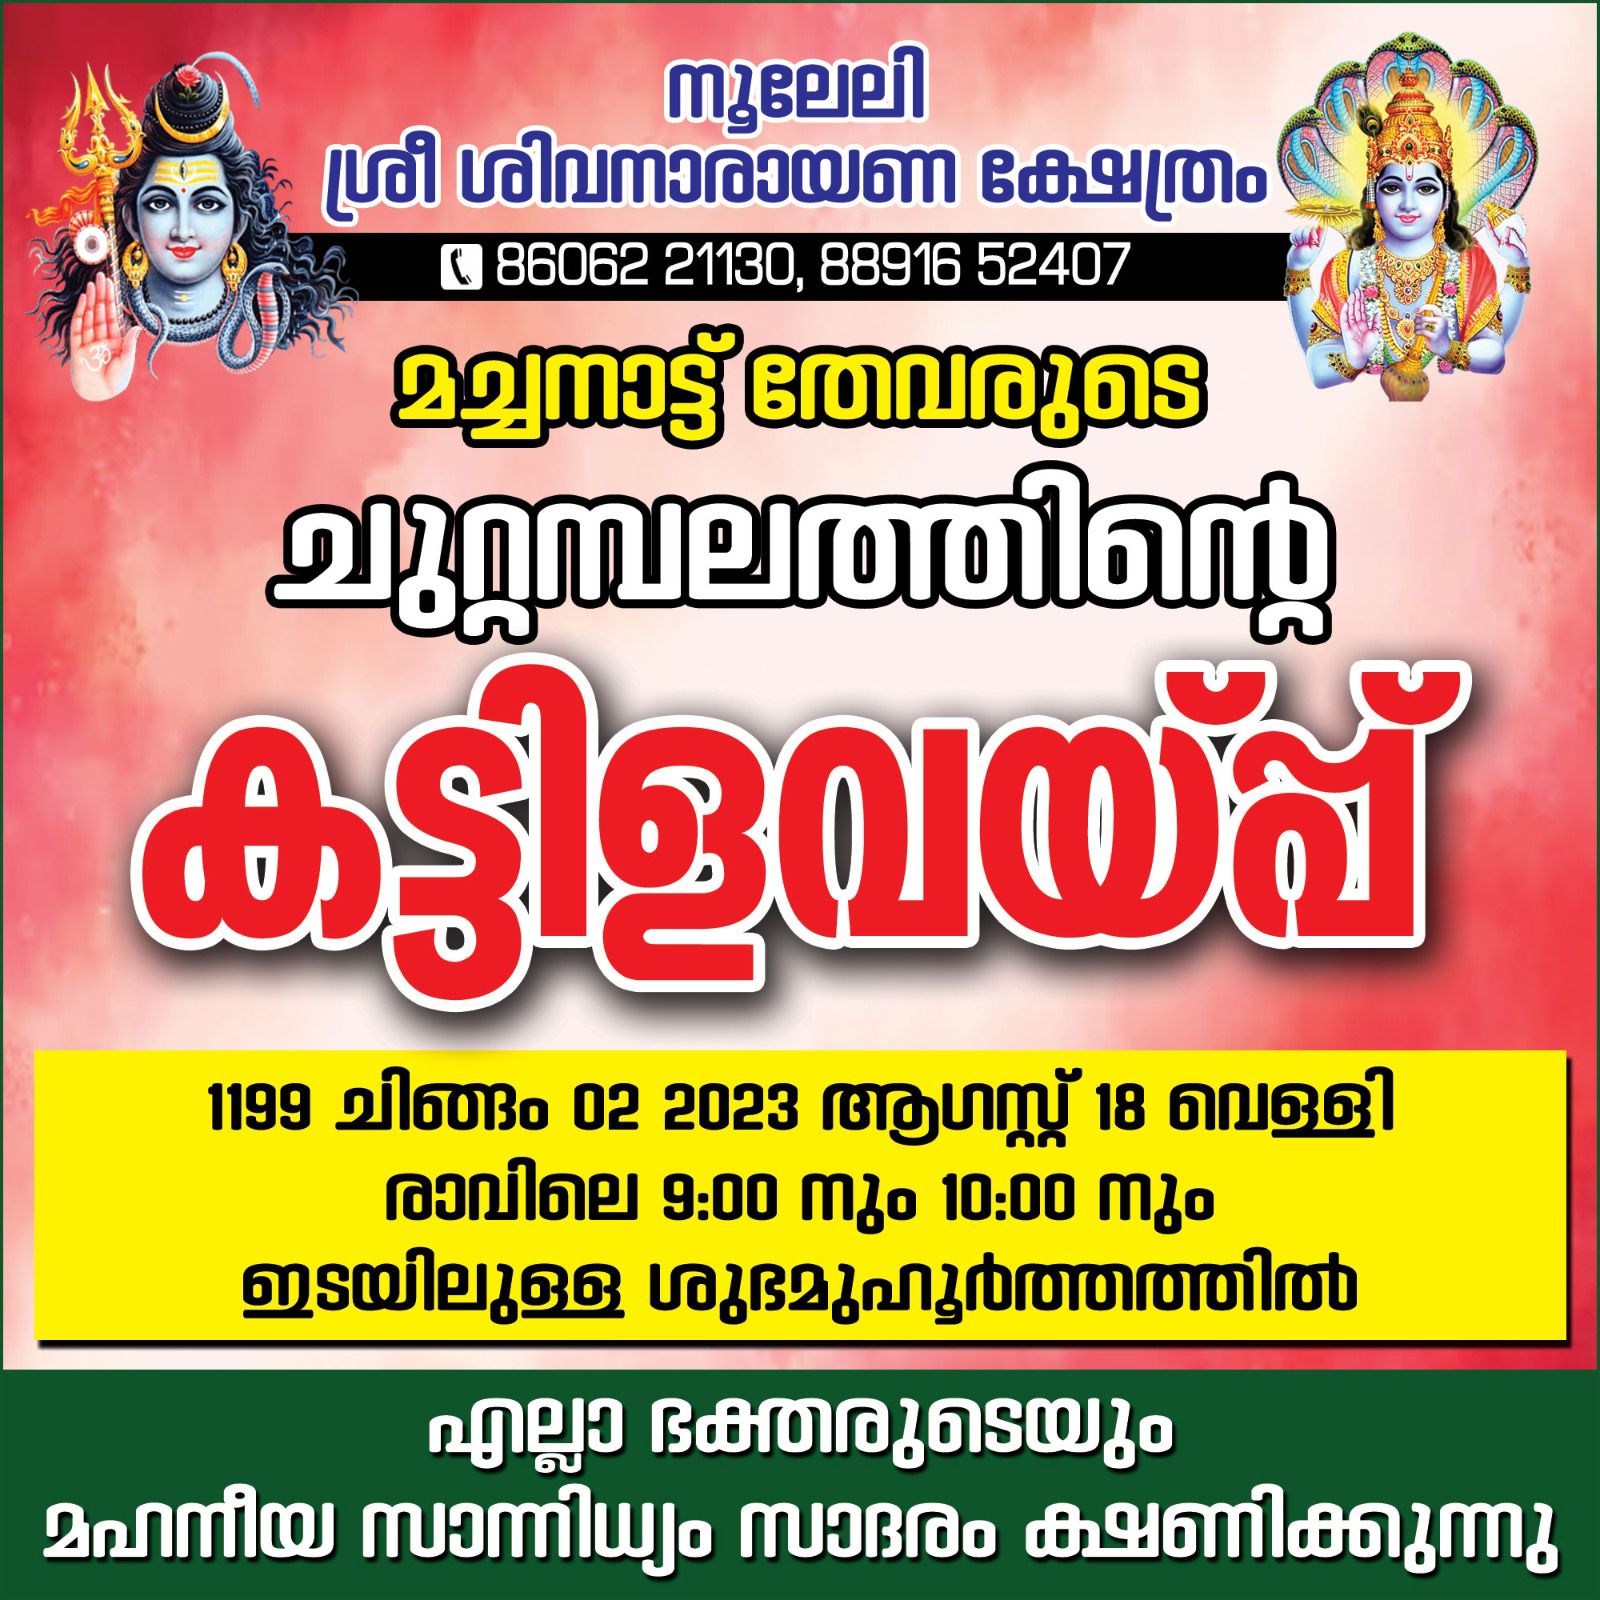 നൂലേലി
ശ്രീ ശിവനാരായണ ക്ഷേത്രം
86062 21130, 88916 52407
മച്ചനാട്ട് തേവരുടെ
ചുറ്റമ്പലത്തിന്റെ
കട്ടിളവയ്പ്പ്
1199 ചിങ്ങം 02 2023 ആഗസ്റ്റ് 18 വെള്ളി
രാവിലെ 9:00 നും 10:00 നും
ഇടയിലുള്ള ശുഭമുഹൂർത്തത്തിൽ
എല്ലാ ഭക്തരുടെയും
മഹനീയ സാന്നിധ്യം സാദരം ക്ഷണിക്കുന്നു